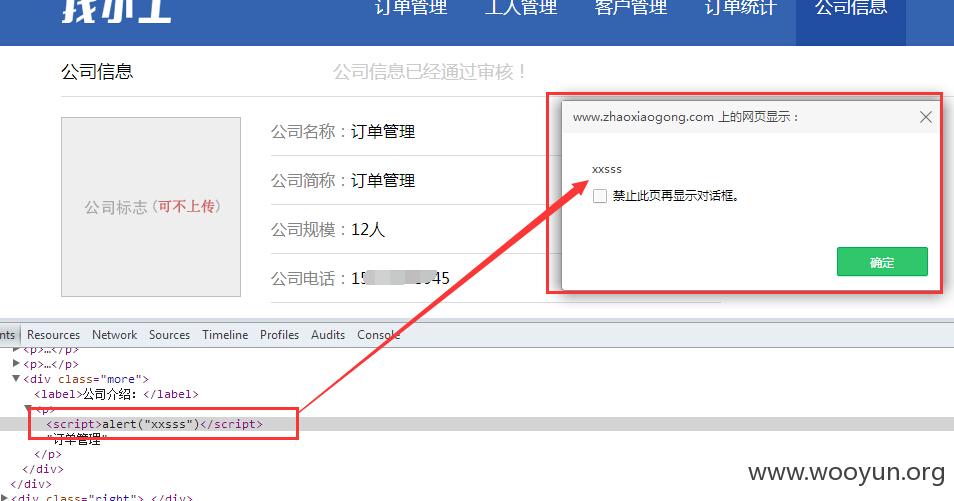 找小工
订单管理 工人管理 客户管理 订单统计 公司信息
公司信息 公司信息已经通过审核！
www.zhaoxiaogong.com 上的网页显示：
xxsss
禁止此页再显示对话框。
确定
公司标志(可不上传)
公司名称：订单管理
公司简称：订单管理
公司规模：12人
公司电话：15 45
nts Resources Network Sources Timeline Profiles Audits Console
<p>…</p>
<p>…</p>
<div class="more">
<label>公司介绍：</label>
<p>
<script>alert("xxsss")</script>
"订单管理"
</p>
</div>
</div>
<div class="right">…</div>
www.wooyun.org